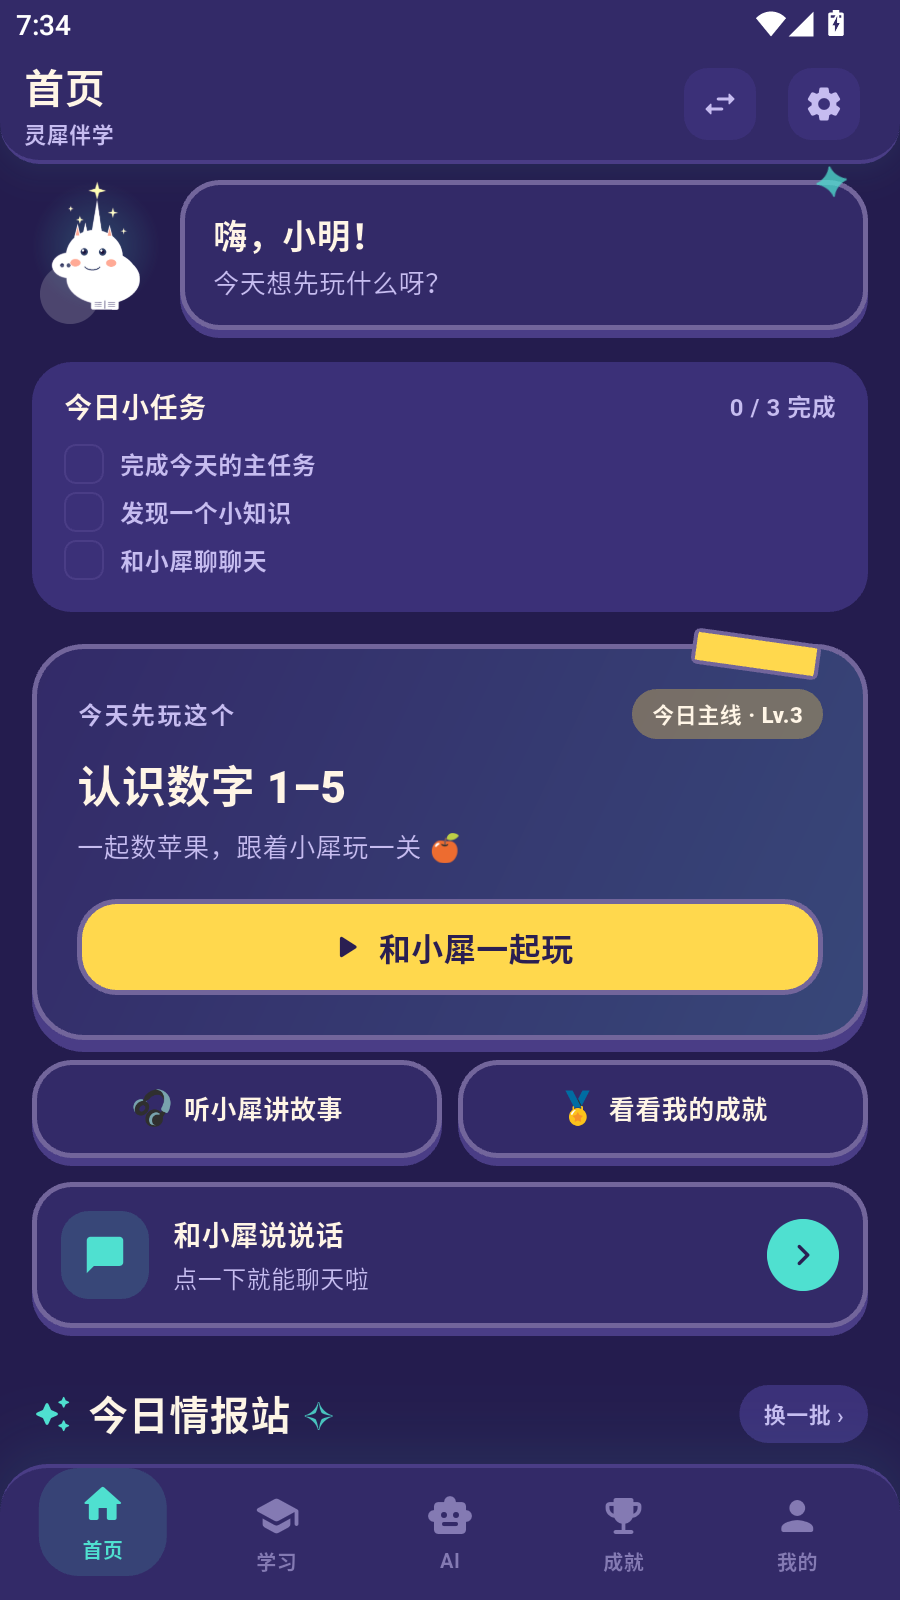 7:34
首页
灵犀伴学
嗨，小明！
今天想先玩什么呀？
今日小任务
0 / 3 完成
完成今天的主任务
发现一个小知识
和小犀聊聊天
今天先玩这个
今日主线 · Lv.3
认识数字 1–5
一起数苹果，跟着小犀玩一关
和小犀一起玩
听小犀讲故事
看看我的成就
和小犀说说话
点一下就能聊天啦
今日情报站
换一批 ›
首页
学习
AI
成就
我的